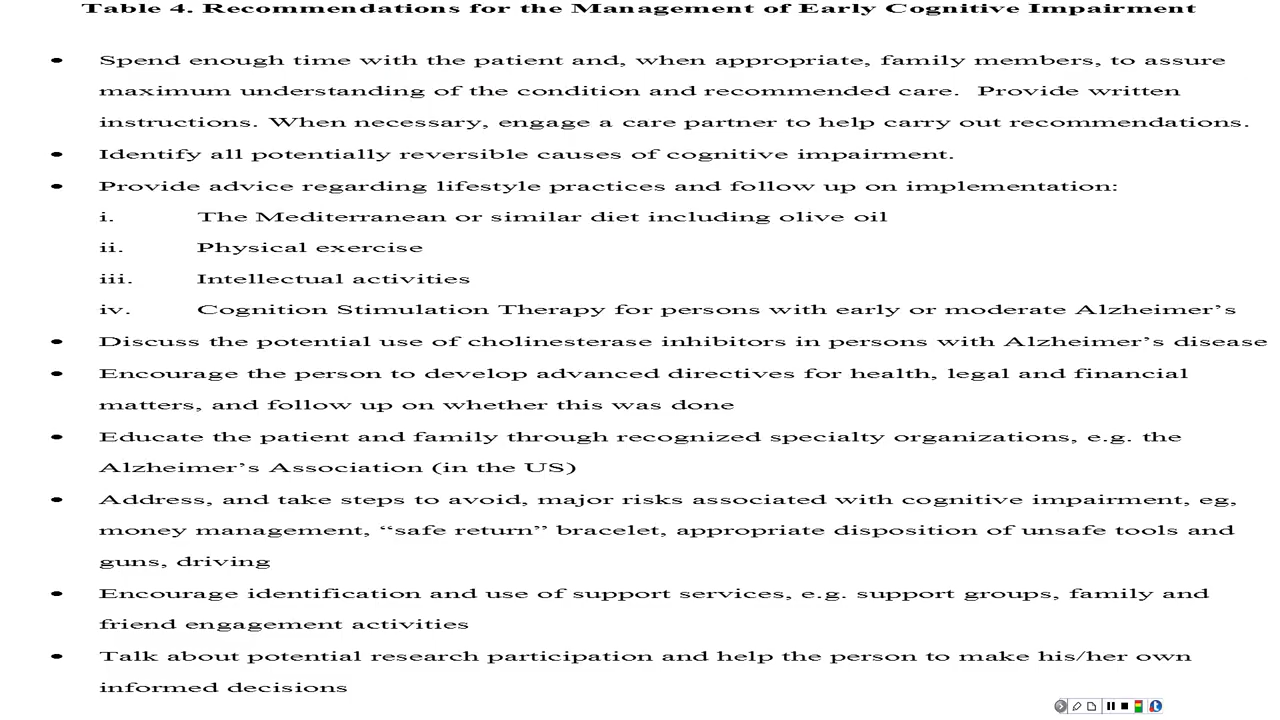 Table 4. Recommendations for the Management of Early Cognitive Impairment
• Spend enough time with the patient and, when appropriate, family members, to assure
maximum understanding of the condition and recommended care.  Provide written
instructions. When necessary, engage a care partner to help carry out recommendations.
• Identify all potentially reversible causes of cognitive impairment.
• Provide advice regarding lifestyle practices and follow up on implementation:
i. The Mediterranean or similar diet including olive oil
ii. Physical exercise
iii. Intellectual activities
iv. Cognition Stimulation Therapy for persons with early or moderate Alzheimer’s
• Discuss the potential use of cholinesterase inhibitors in persons with Alzheimer’s disease
• Encourage the person to develop advanced directives for health, legal and financial
matters, and follow up on whether this was done
• Educate the patient and family through recognized specialty organizations, e.g. the
Alzheimer’s Association (in the US)
• Address, and take steps to avoid, major risks associated with cognitive impairment, eg,
money management, “safe return” bracelet, appropriate disposition of unsafe tools and
guns, driving
• Encourage identification and use of support services, e.g. support groups, family and
friend engagement activities
• Talk about potential research participation and help the person to make his/her own
informed decisions